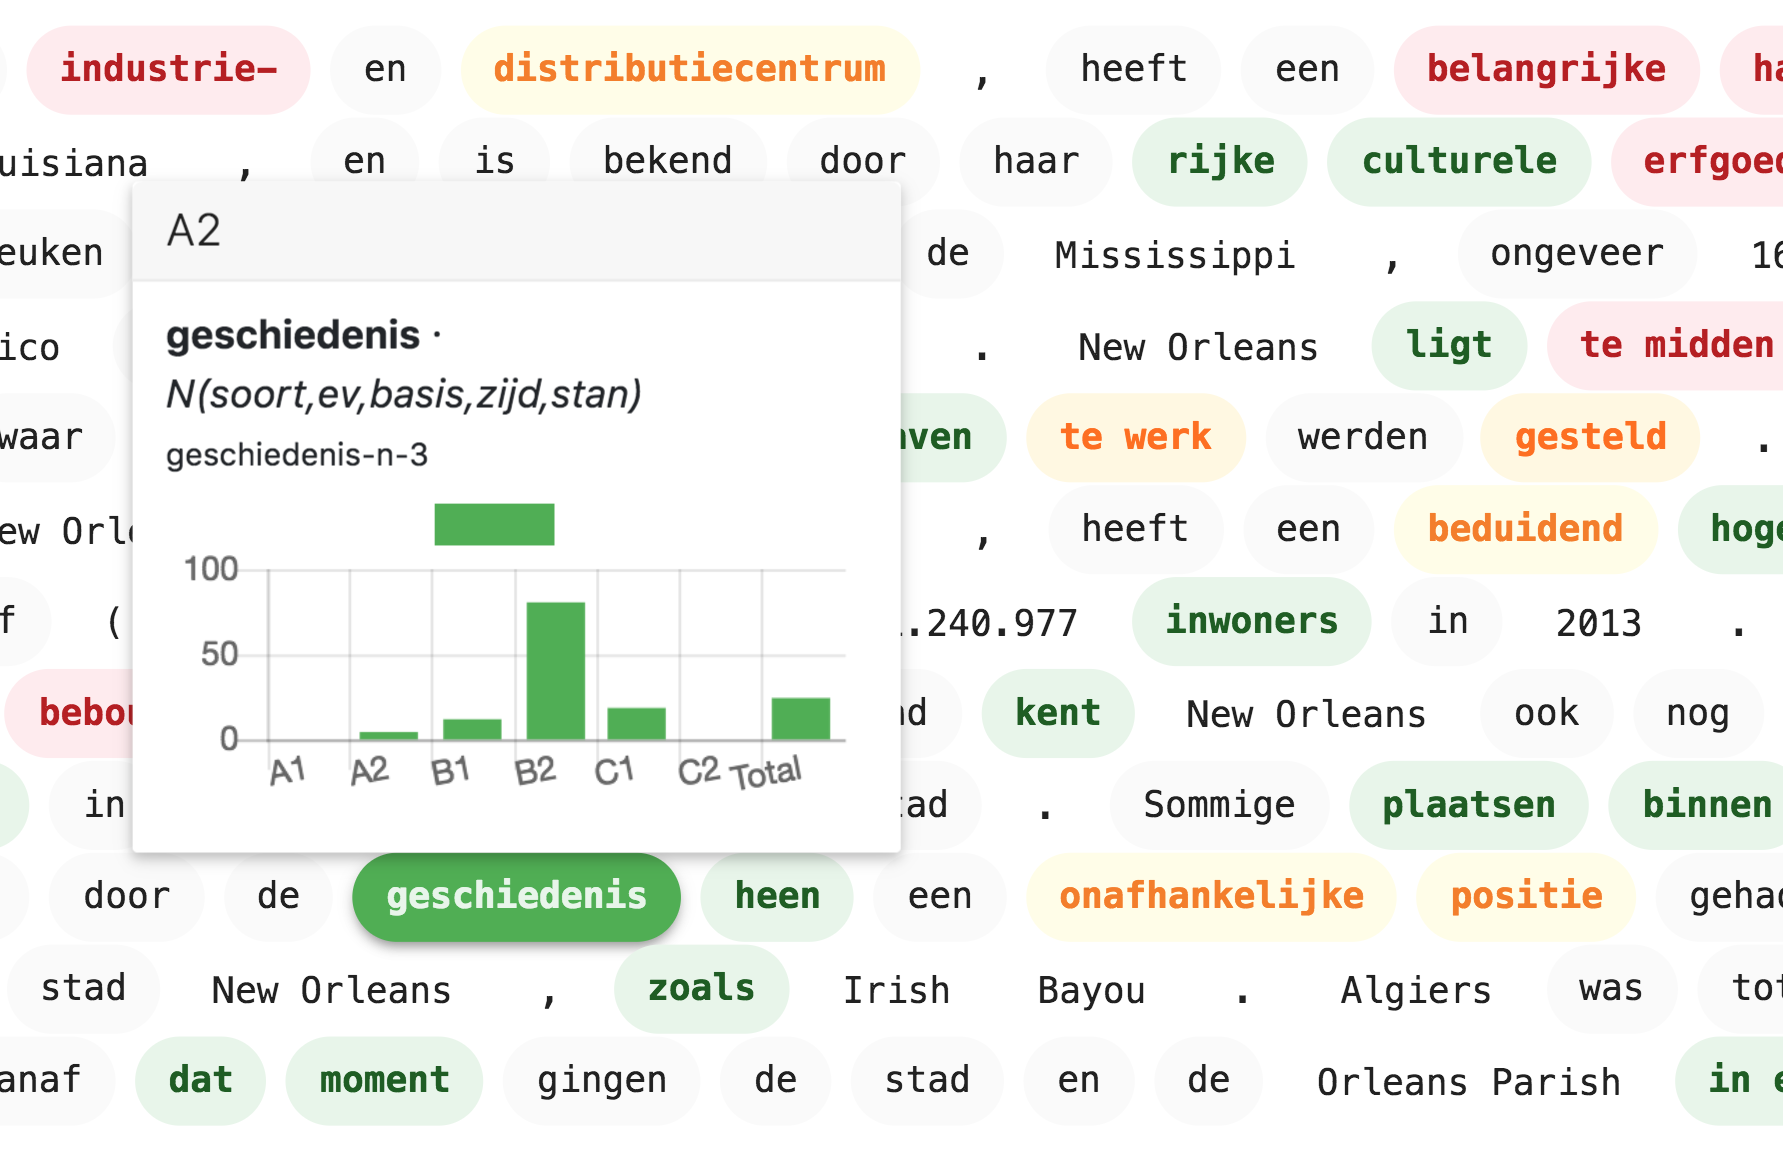 industrie– en distributiecentrum , heeft een belangrijke ha
uisiana , en is bekend door haar rijke culturele erfgoed
euken de Mississippi , ongeveer 16
ico . New Orleans ligt te midden
waar aven te werk werden gesteld .
ew Orle , heeft een beduidend hoge
f ( .240.977 inwoners in 2013 .
bebou nd kent New Orleans ook nog
in tad . Sommige plaatsen binnen
door de geschiedenis heen een onafhankelijke positie gehad
stad New Orleans , zoals Irish Bayou . Algiers was tot
anaf dat moment gingen de stad en de Orleans Parish in e
A2
geschiedenis ·
N(soort,ev,basis,zijd,stan)
geschiedenis-n-3
100
50
0
A1 A2 B1 B2 C1 C2 Total